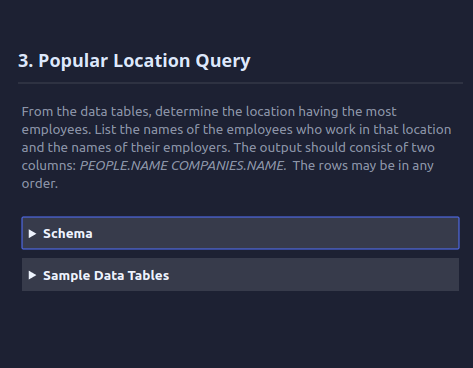 3. Popular Location Query
From the data tables, determine the location having the most
employees. List the names of the employees who work in that location
and the names of their employers. The output should consist of two
columns: PEOPLE.NAME COMPANIES.NAME. The rows may be in any
order.
Schema
Sample Data Tables